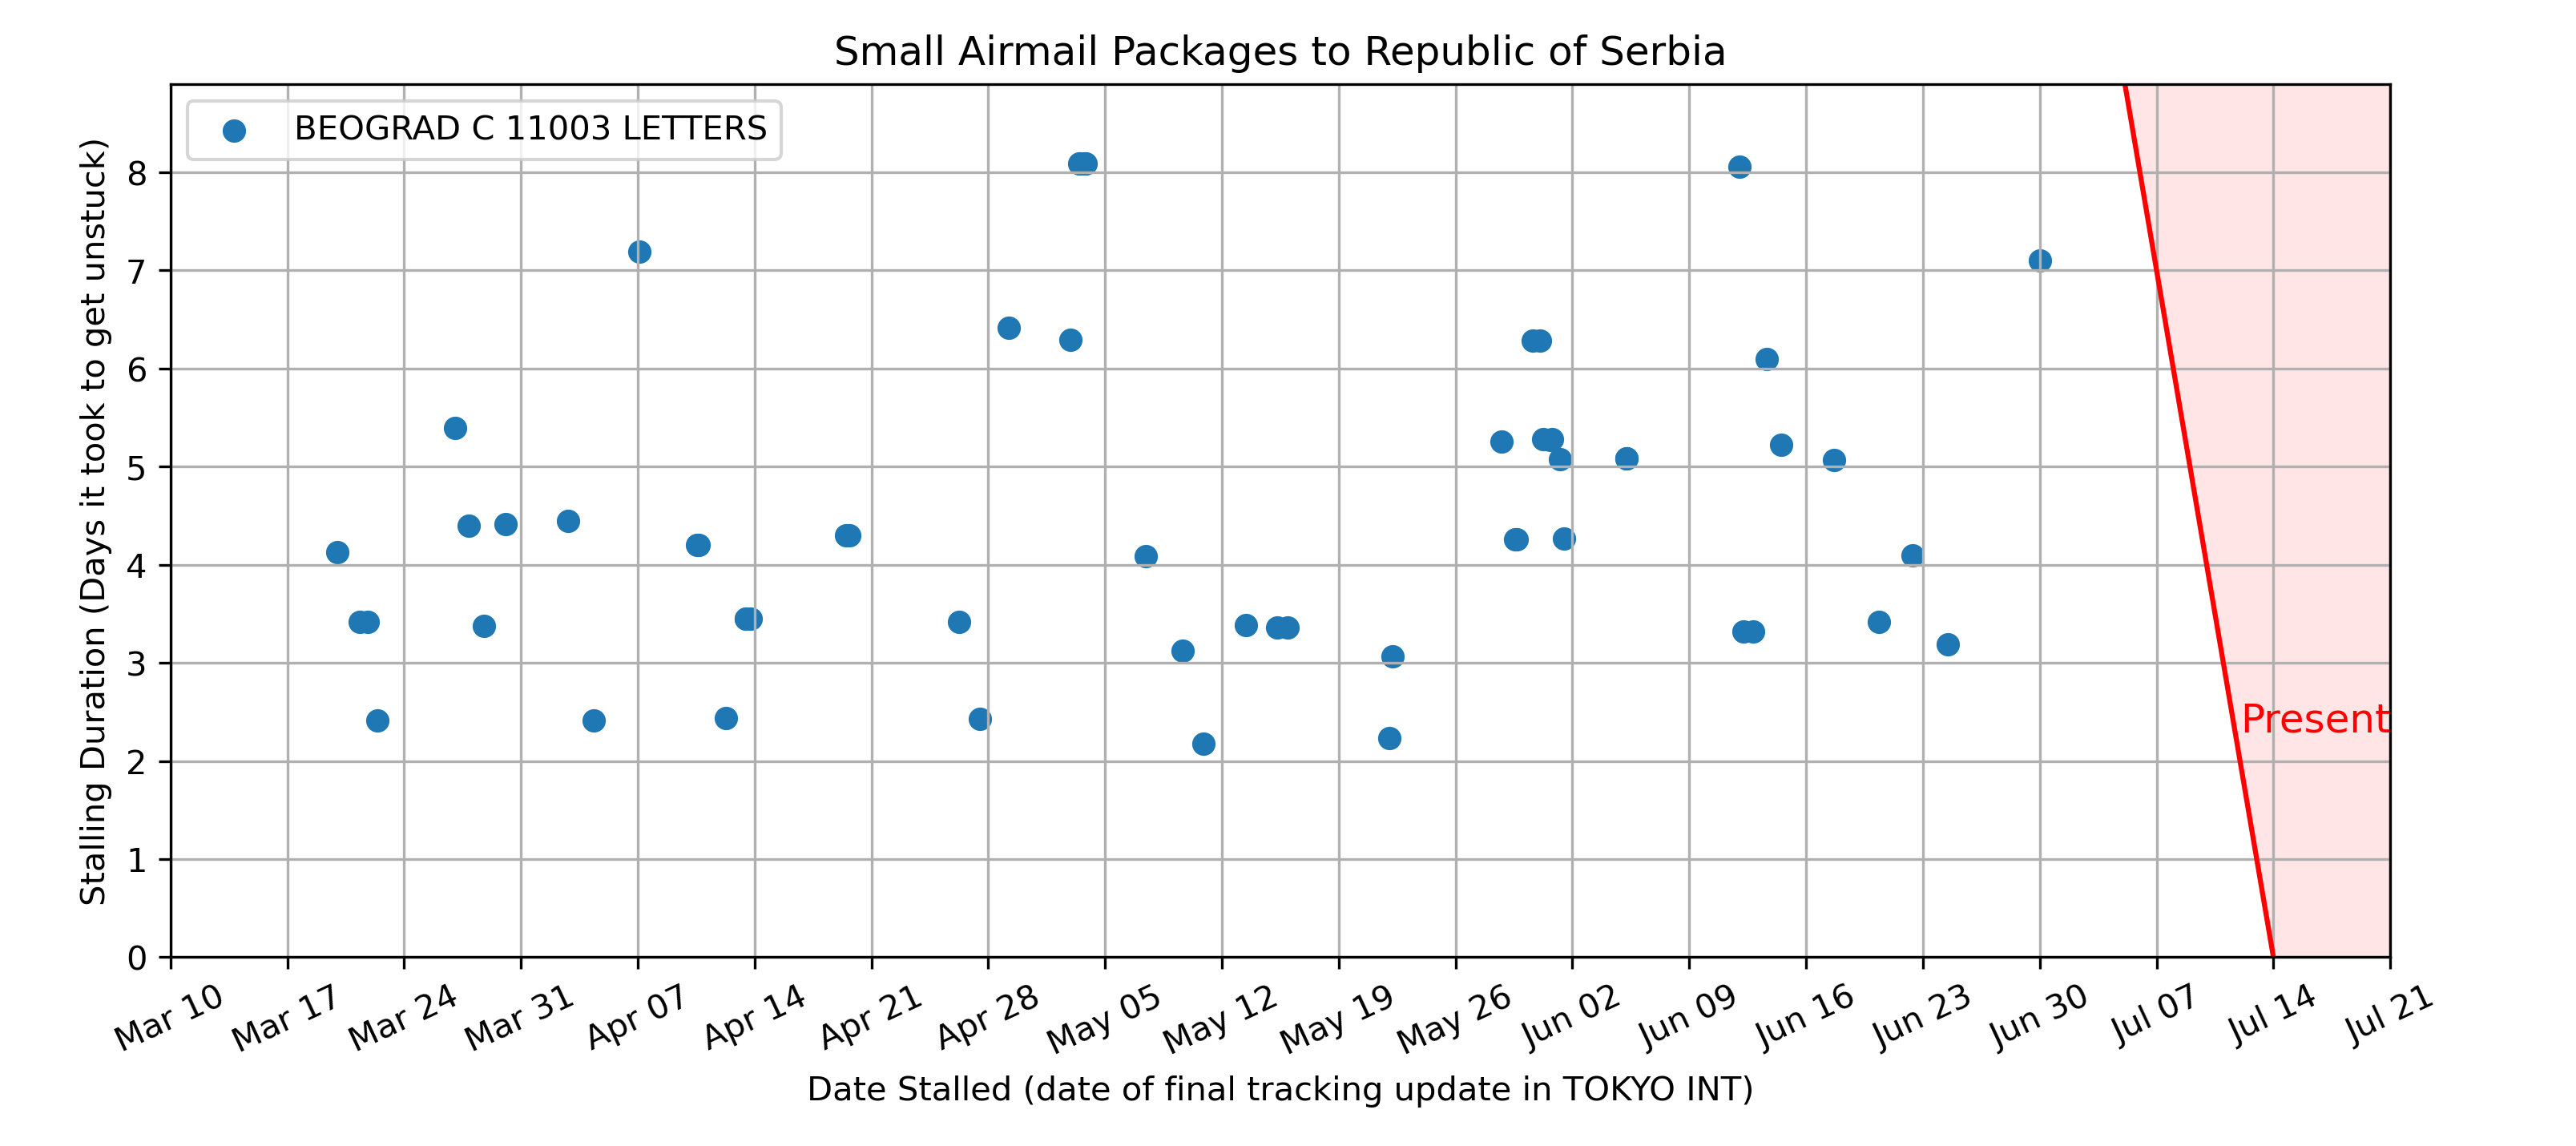 Small Airmail Packages to Republic of Serbia
BEOGRAD C 11003 LETTERS
Stalling Duration (Days it took to get unstuck)
8
7
6
5
4
3
2
1
0
Present
Mar 10
Mar 17
Mar 24
Mar 31
Apr 07
Apr 14
Apr 21
Apr 28
May 05
May 12
May 19
May 26
Jun 02
Jun 09
Jun 16
Jun 23
Jun 30
Jul 07
Jul 14
Jul 21
Date Stalled (date of final tracking update in TOKYO INT)